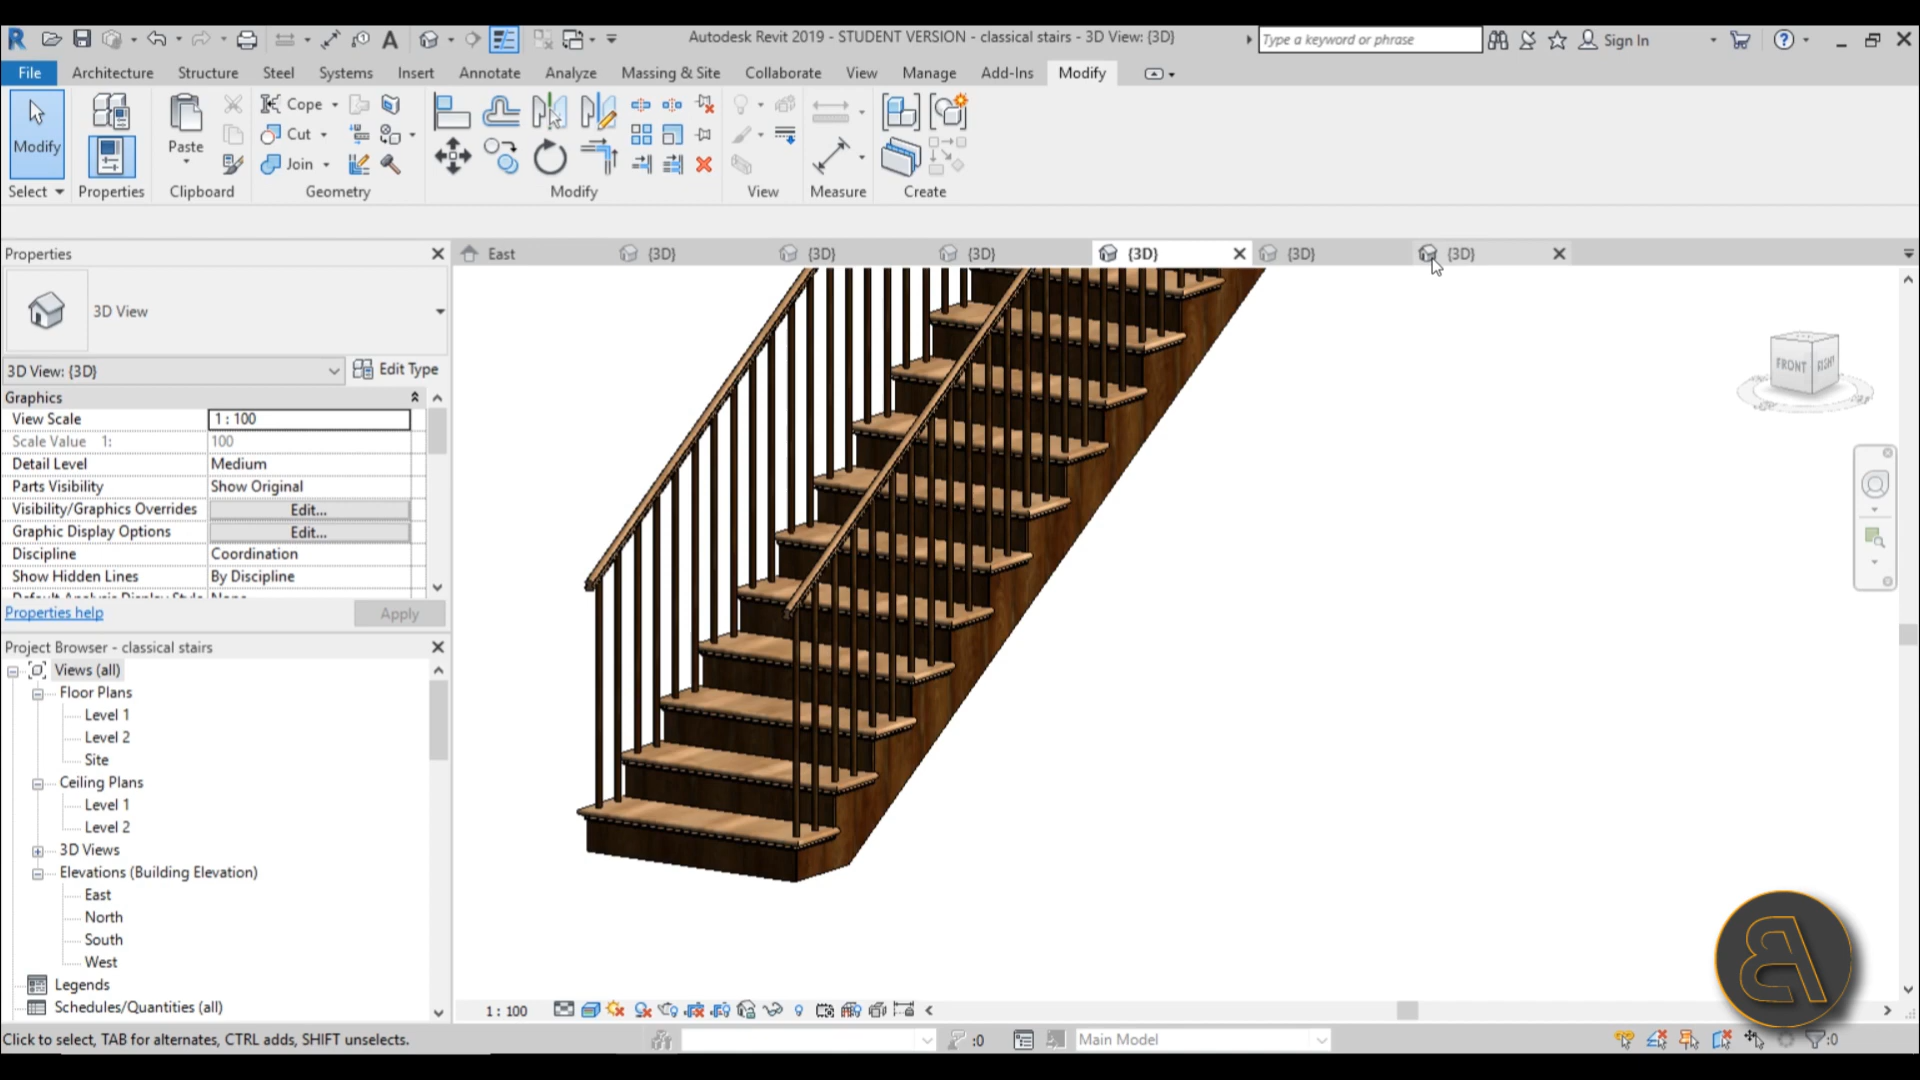 Autodesk Revit 2019 - STUDENT VERSION - classical stairs - 3D View: {3D}
Type a keyword or phrase
Sign In
File Architecture Structure Steel Systems Insert Annotate Analyze Massing & Site Collaborate View Manage Add-Ins Modify
Modify
Paste
Cope
Cut
Join
Select Properties Clipboard Geometry Modify View Measure Create
Properties
East {3D} {3D} {3D} {3D} {3D} {3D}
3D View
3D View: {3D} Edit Type
Graphics
View Scale 1 : 100
Scale Value 1: 100
Detail Level Medium
Parts Visibility Show Original
Visibility/Graphics Overrides Edit...
Graphic Display Options Edit...
Discipline Coordination
Show Hidden Lines By Discipline
Properties help Apply
Project Browser - classical stairs
Views (all)
Floor Plans
Level 1
Level 2
Site
Ceiling Plans
Level 1
Level 2
3D Views
Elevations (Building Elevation)
East
North
South
West
Legends
Schedules/Quantities (all)
FRONT RIGHT
1 : 100
Click to select, TAB for alternates, CTRL adds, SHIFT unselects.
:0 Main Model :0